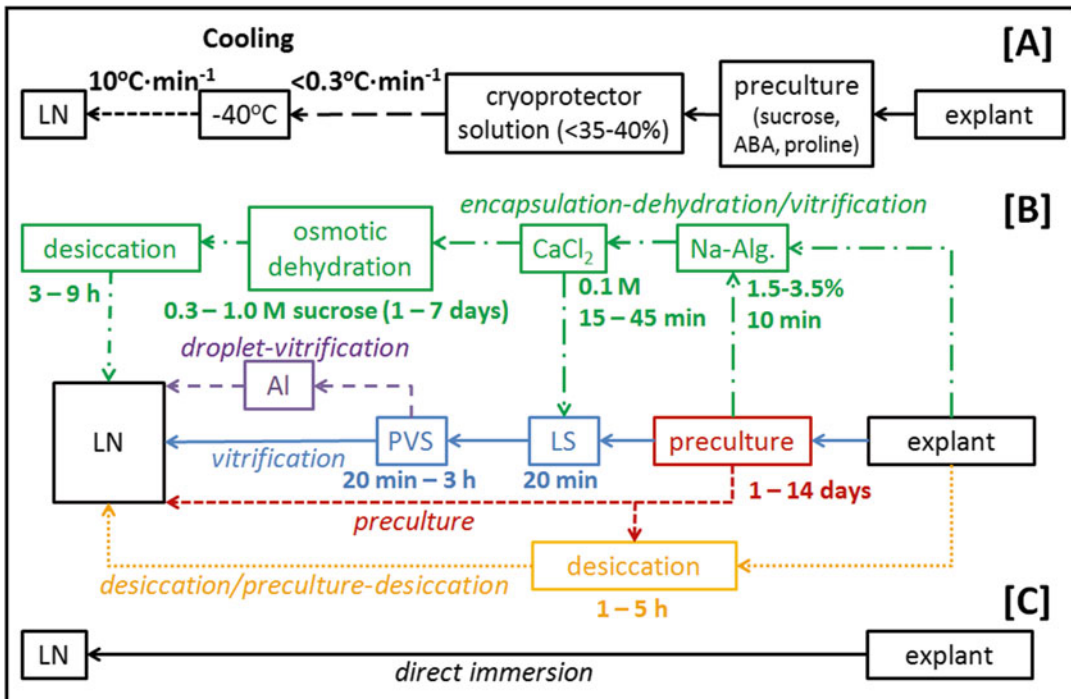 Cooling
[A]
10°C·min⁻¹
<0.3°C·min⁻¹
LN
-40°C
cryoprotector
solution (<35-40%)
preculture
(sucrose,
ABA, proline)
explant
[B]
encapsulation-dehydration/vitrification
desiccation
osmotic
dehydration
CaCl₂
Na-Alg.
3 – 9 h
0.3 – 1.0 M sucrose (1 – 7 days)
0.1 M
15 – 45 min
1.5-3.5%
10 min
droplet-vitrification
Al
LN
vitrification
PVS
LS
preculture
explant
20 min – 3 h
20 min
1 – 14 days
preculture
desiccation
desiccation/preculture-desiccation
1 – 5 h
[C]
LN
direct immersion
explant